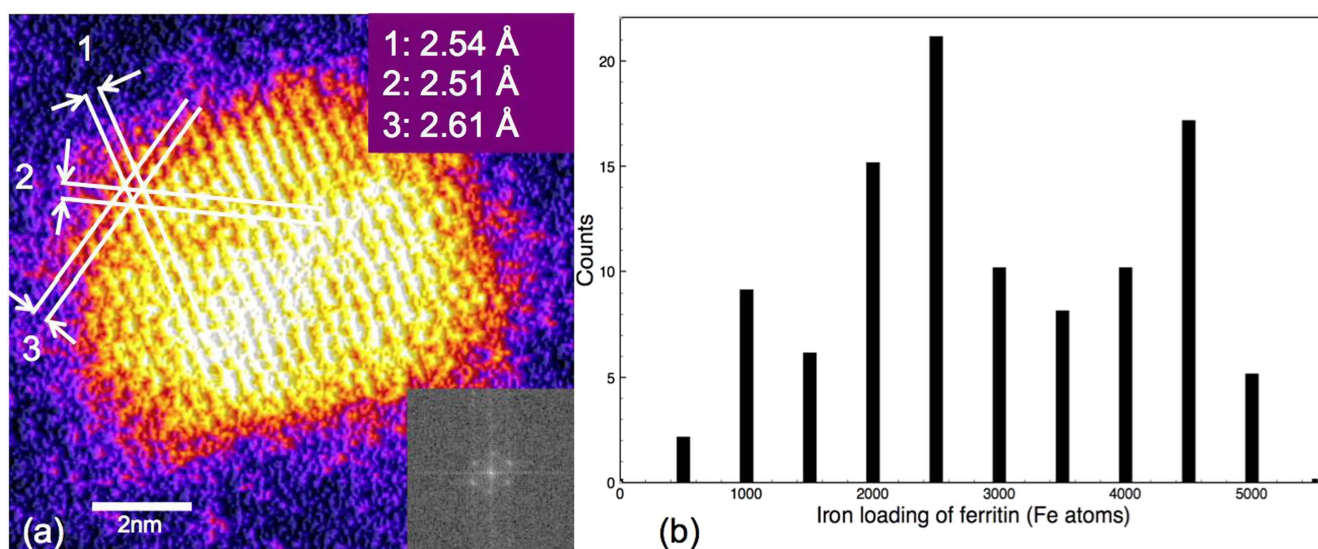 1
1: 2.54 Å
2: 2.51 Å
3: 2.61 Å
2
3
2nm
(a)
20
15
10
5
0
Counts
0
1000
2000
3000
4000
5000
Iron loading of ferritin (Fe atoms)
(b)